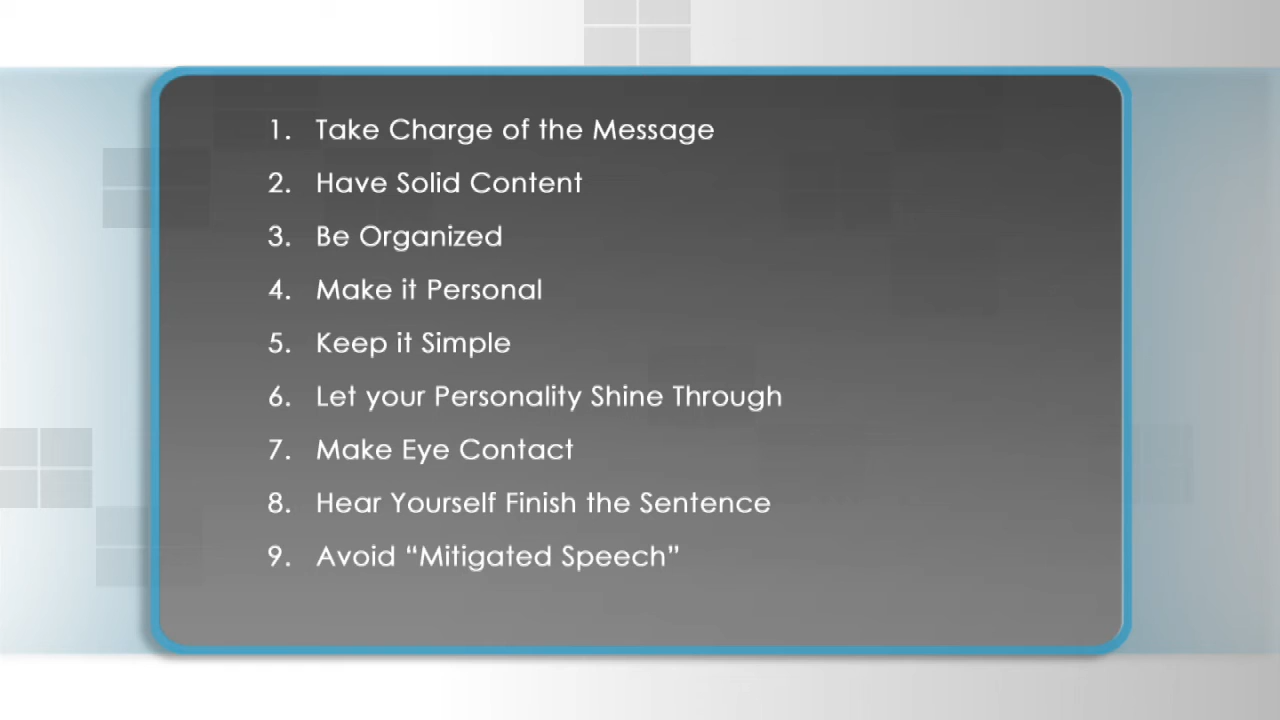 1. Take Charge of the Message
2. Have Solid Content
3. Be Organized
4. Make it Personal
5. Keep it Simple
6. Let your Personality Shine Through
7. Make Eye Contact
8. Hear Yourself Finish the Sentence
9. Avoid “Mitigated Speech”